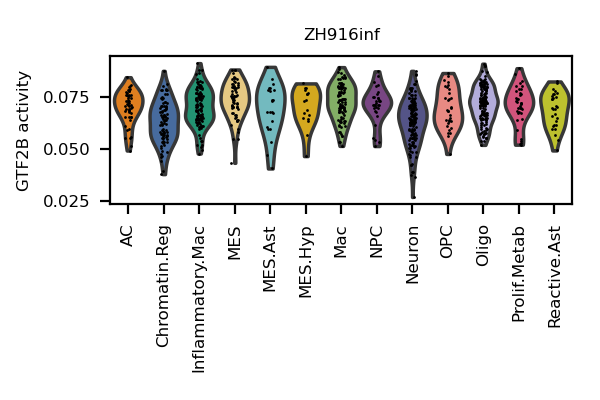 ZH916inf
GTF2B activity
0.075
0.050
0.025
AC
Chromatin.Reg
Inflammatory.Mac
MES
MES.Ast
MES.Hyp
Mac
NPC
Neuron
OPC
Oligo
Prolif.Metab
Reactive.Ast